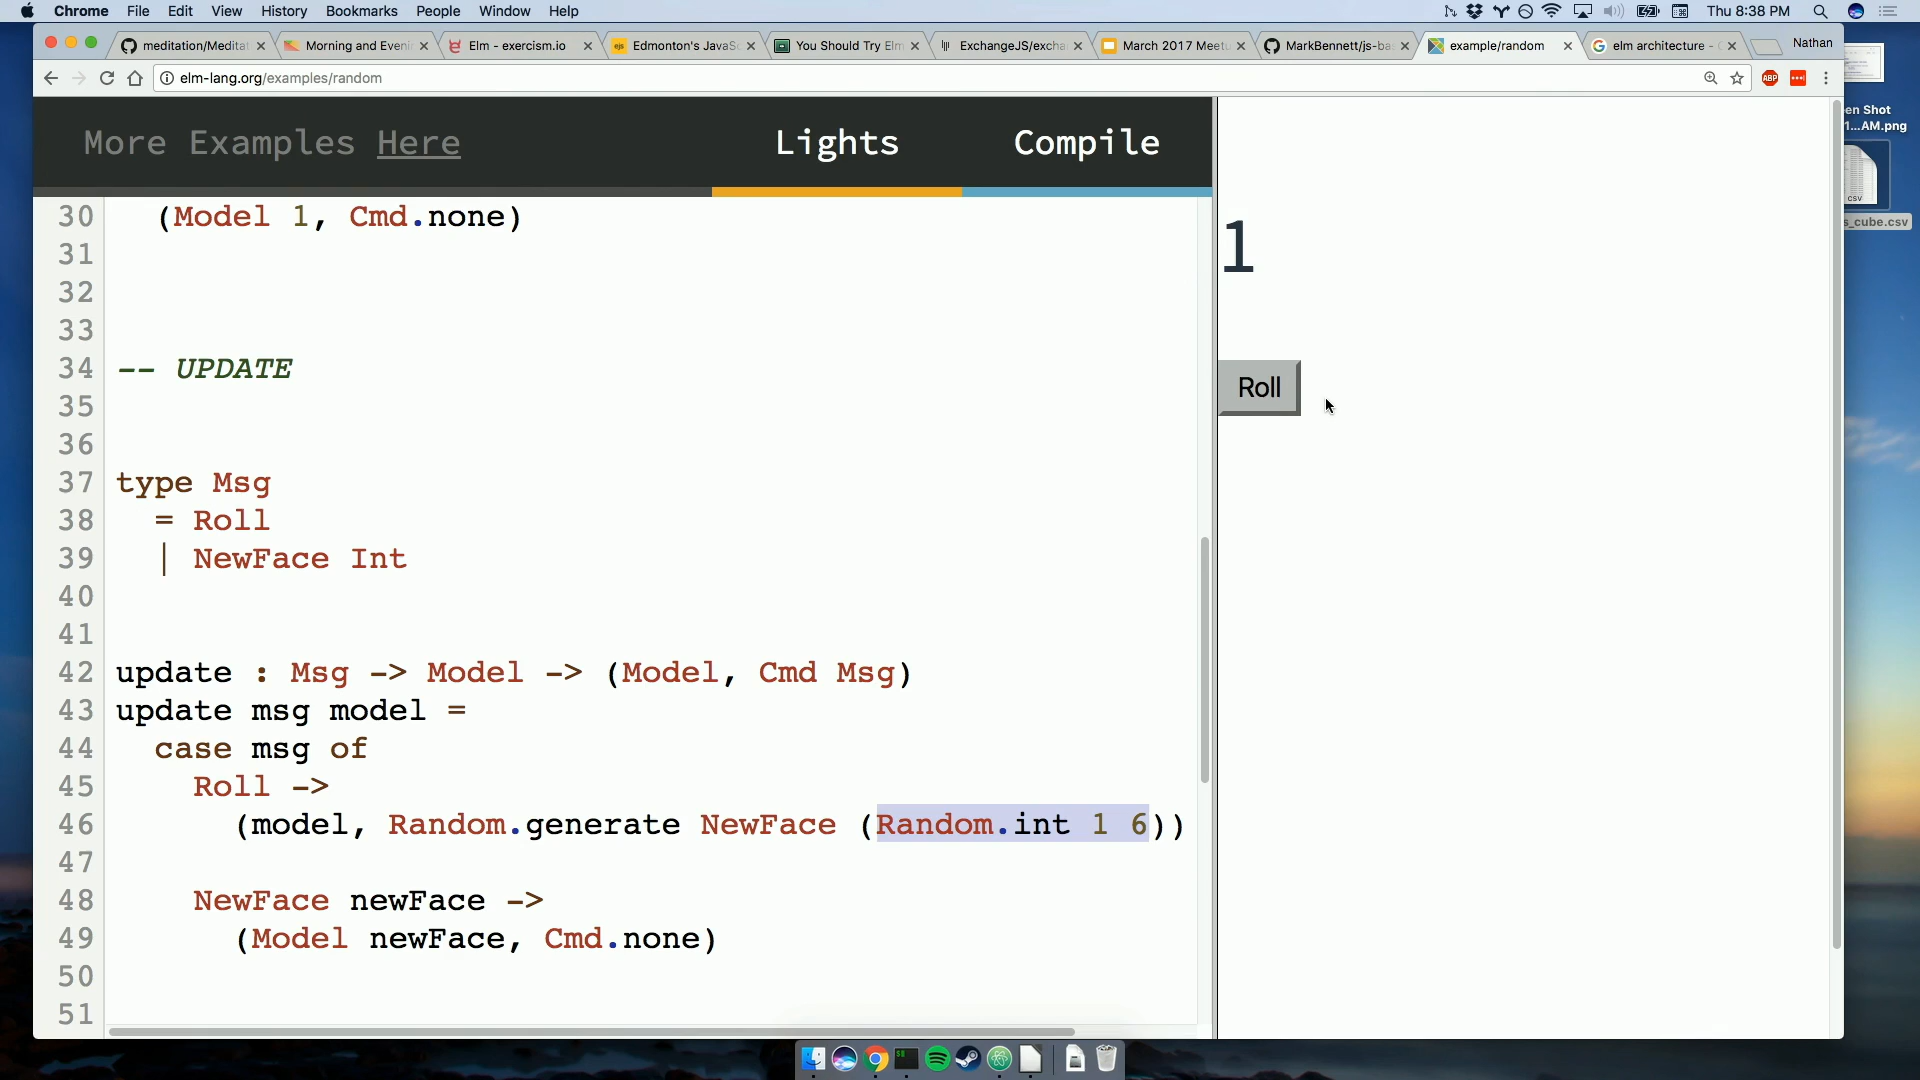 Chrome File Edit View History Bookmarks People Window Help Thu 8:38 PM
meditation/Medita Morning and Eveni Elm - exercism.io Edmonton's JavaSc You Should Try Elm ExchangeJS/excha March 2017 Meetu MarkBennett/js-ba example/random elm architecture - G Nathan
elm-lang.org/examples/random ABP
en Shot
1...AM.png
csv
s_cube.csv
More Examples Here Lights Compile
30 (Model 1, Cmd.none)
31
32
33
34 -- UPDATE
35
36
37 type Msg
38 = Roll
39 | NewFace Int
40
41
42 update : Msg -> Model -> (Model, Cmd Msg)
43 update msg model =
44 case msg of
45 Roll ->
46 (model, Random.generate NewFace (Random.int 1 6))
47
48 NewFace newFace ->
49 (Model newFace, Cmd.none)
50
51
1
Roll